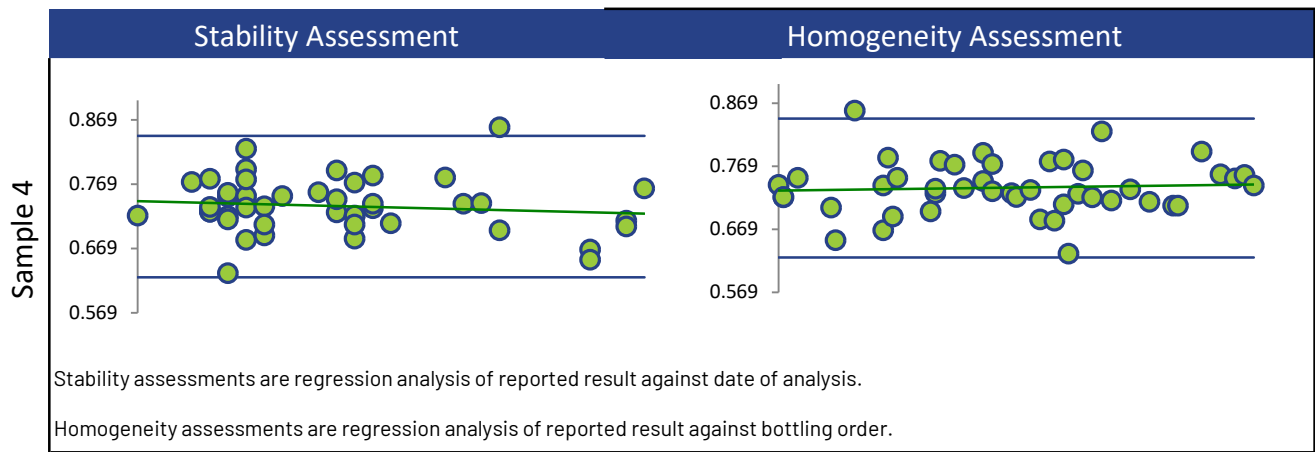 Stability Assessment
Homogeneity Assessment
Sample 4
0.869
0.769
0.669
0.569
0.869
0.769
0.669
0.569
Stability assessments are regression analysis of reported result against date of analysis.
Homogeneity assessments are regression analysis of reported result against bottling order.